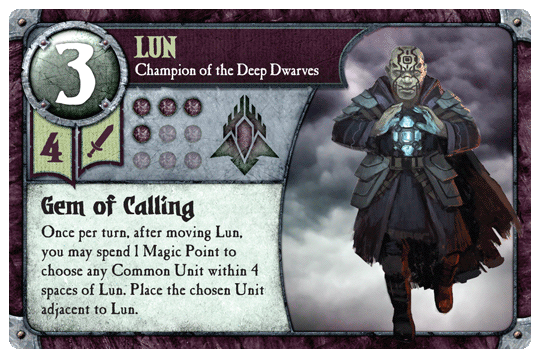 3
LUN
Champion of the Deep Dwarves
4
Gem of Calling
Once per turn, after moving Lun,
you may spend 1 Magic Point to
choose any Common Unit within 4
spaces of Lun. Place the chosen Unit
adjacent to Lun.